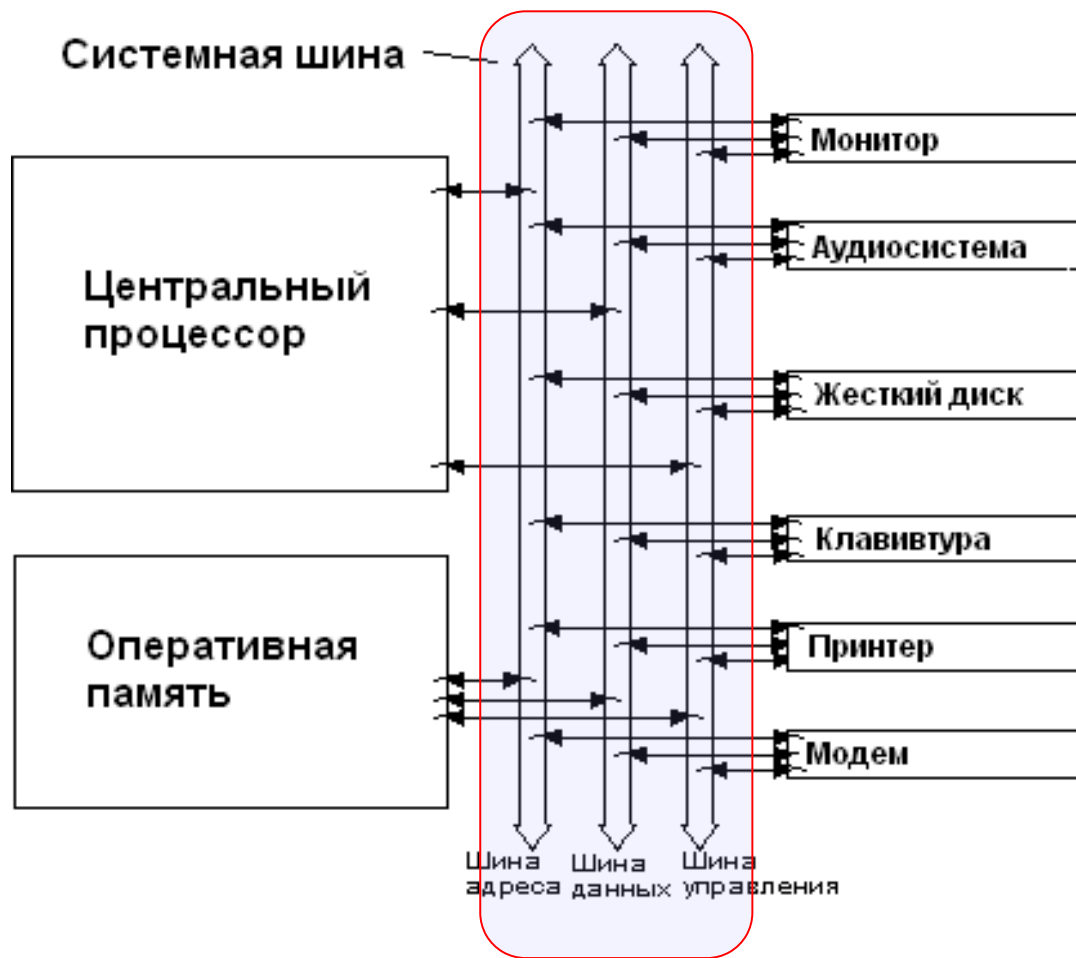 Системная шина
Монитор
Аудиосистема
Центральный
процессор
Жесткий диск
Клавивтура
Оперативная
память
Принтер
Модем
Шина
адреса
Шина
данных
Шина
управления